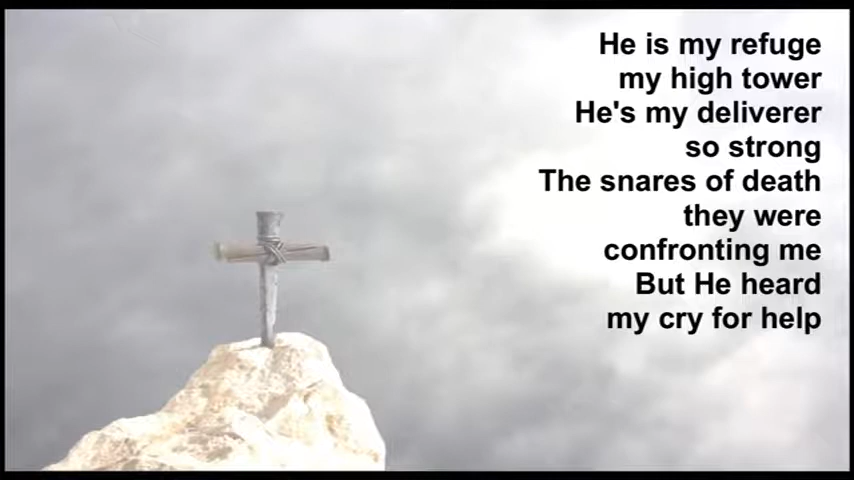 He is my refuge
my high tower
He's my deliverer
so strong
The snares of death
they were
confronting me
But He heard
my cry for help